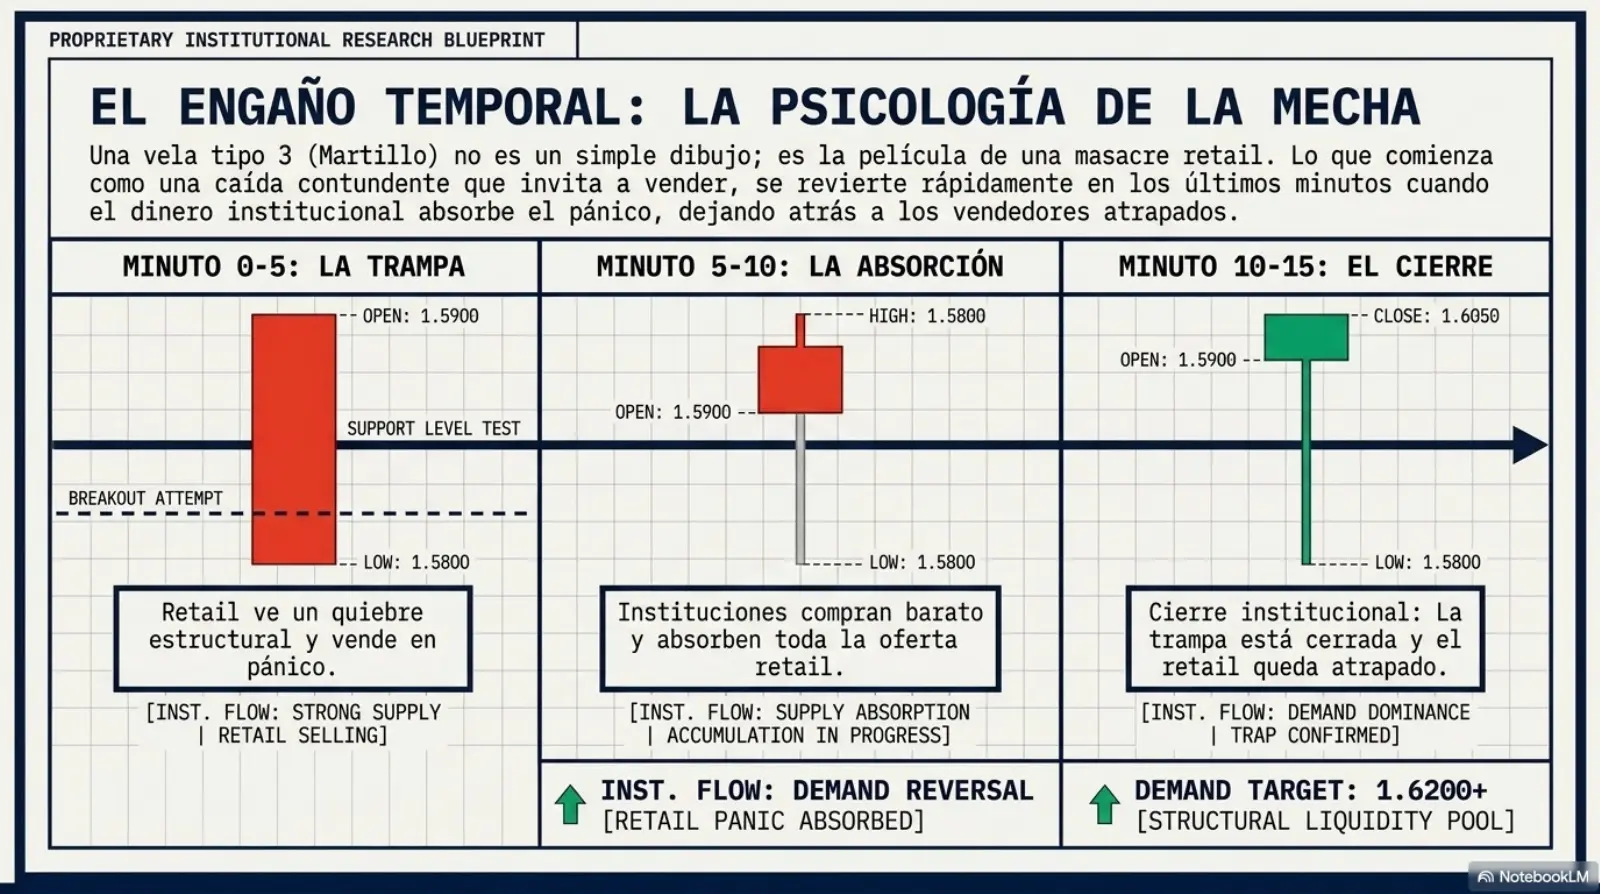 PROPRIETARY INSTITUTIONAL RESEARCH BLUEPRINT
EL ENGAÑO TEMPORAL: LA PSICOLOGÍA DE LA MECHA
Una vela tipo 3 (Martillo) no es un simple dibujo; es la película de una masacre retail. Lo que comienza
como una caída contundente que invita a vender, se revierte rápidamente en los últimos minutos cuando
el dinero institucional absorbe el pánico, dejando atrás a los vendedores atrapados.
MINUTO 0-5: LA TRAMPA
OPEN: 1.5900
SUPPORT LEVEL TEST
BREAKOUT ATTEMPT
LOW: 1.5800
Retail ve un quiebre
estructural y vende en
pánico.
[INST. FLOW: STRONG SUPPLY
| RETAIL SELLING]
MINUTO 5-10: LA ABSORCIÓN
HIGH: 1.5800
OPEN: 1.5900
LOW: 1.5800
Instituciones compran barato
y absorben toda la oferta
retail.
[INST. FLOW: SUPPLY ABSORPTION
| ACCUMULATION IN PROGRESS]
INST. FLOW: DEMAND REVERSAL
[RETAIL PANIC ABSORBED]
MINUTO 10-15: EL CIERRE
CLOSE: 1.6050
OPEN: 1.5900
LOW: 1.5800
Cierre institucional: La
trampa está cerrada y el
retail queda atrapado.
[INST. FLOW: DEMAND DOMINANCE
| TRAP CONFIRMED]
DEMAND TARGET: 1.6200+
[STRUCTURAL LIQUIDITY POOL]
NotebookLM